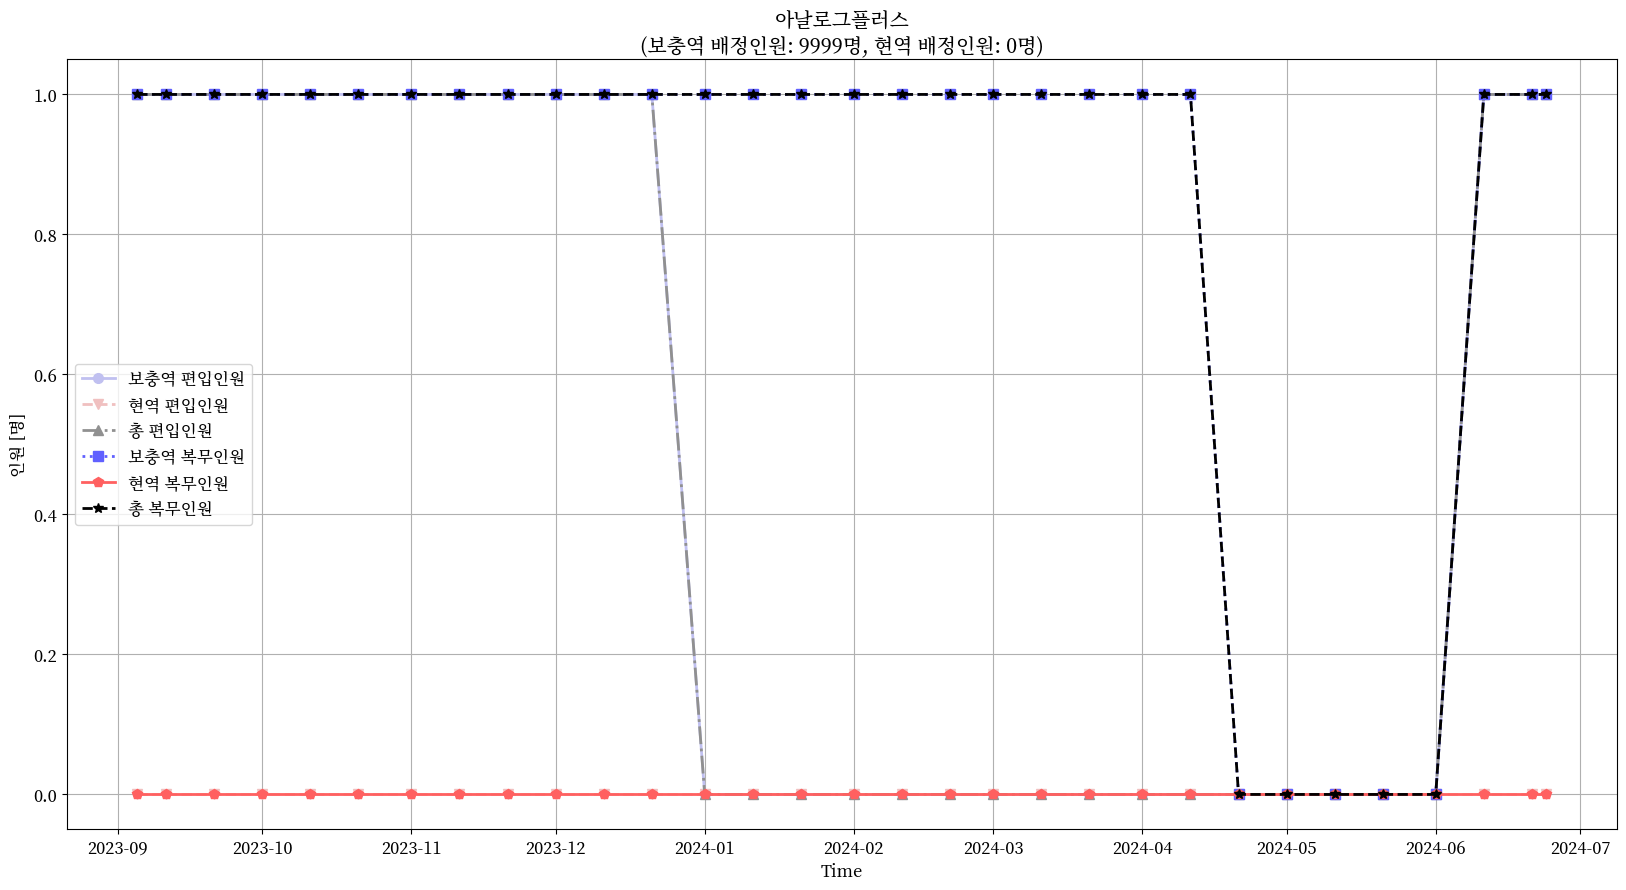 아날로그플러스
(보충역 배정인원: 9999명, 현역 배정인원: 0명)
1.0
0.8
0.6
0.4
0.2
0.0
인원 [명]
보충역 편입인원
현역 편입인원
총 편입인원
보충역 복무인원
현역 복무인원
총 복무인원
2023-09 2023-10 2023-11 2023-12 2024-01 2024-02 2024-03 2024-04 2024-05 2024-06 2024-07
Time